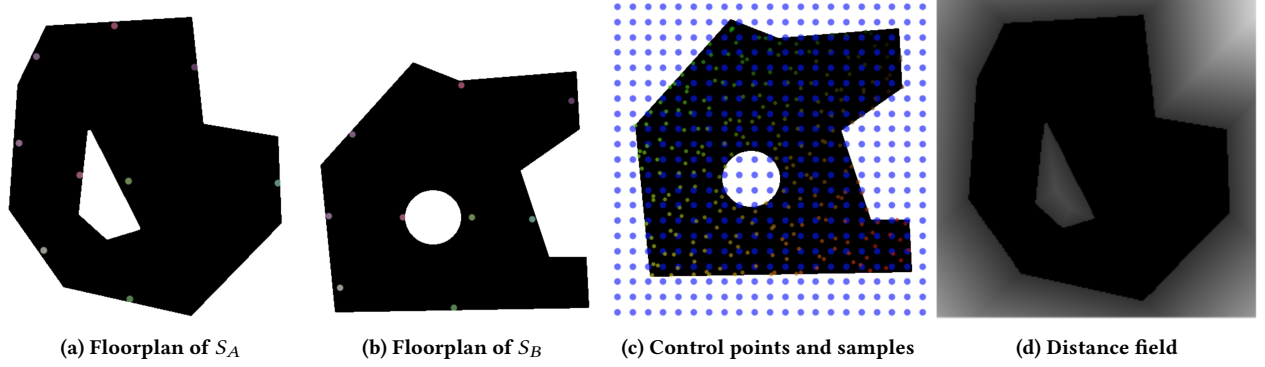 (a) Floorplan of S_A
(b) Floorplan of S_B
(c) Control points and samples
(d) Distance field